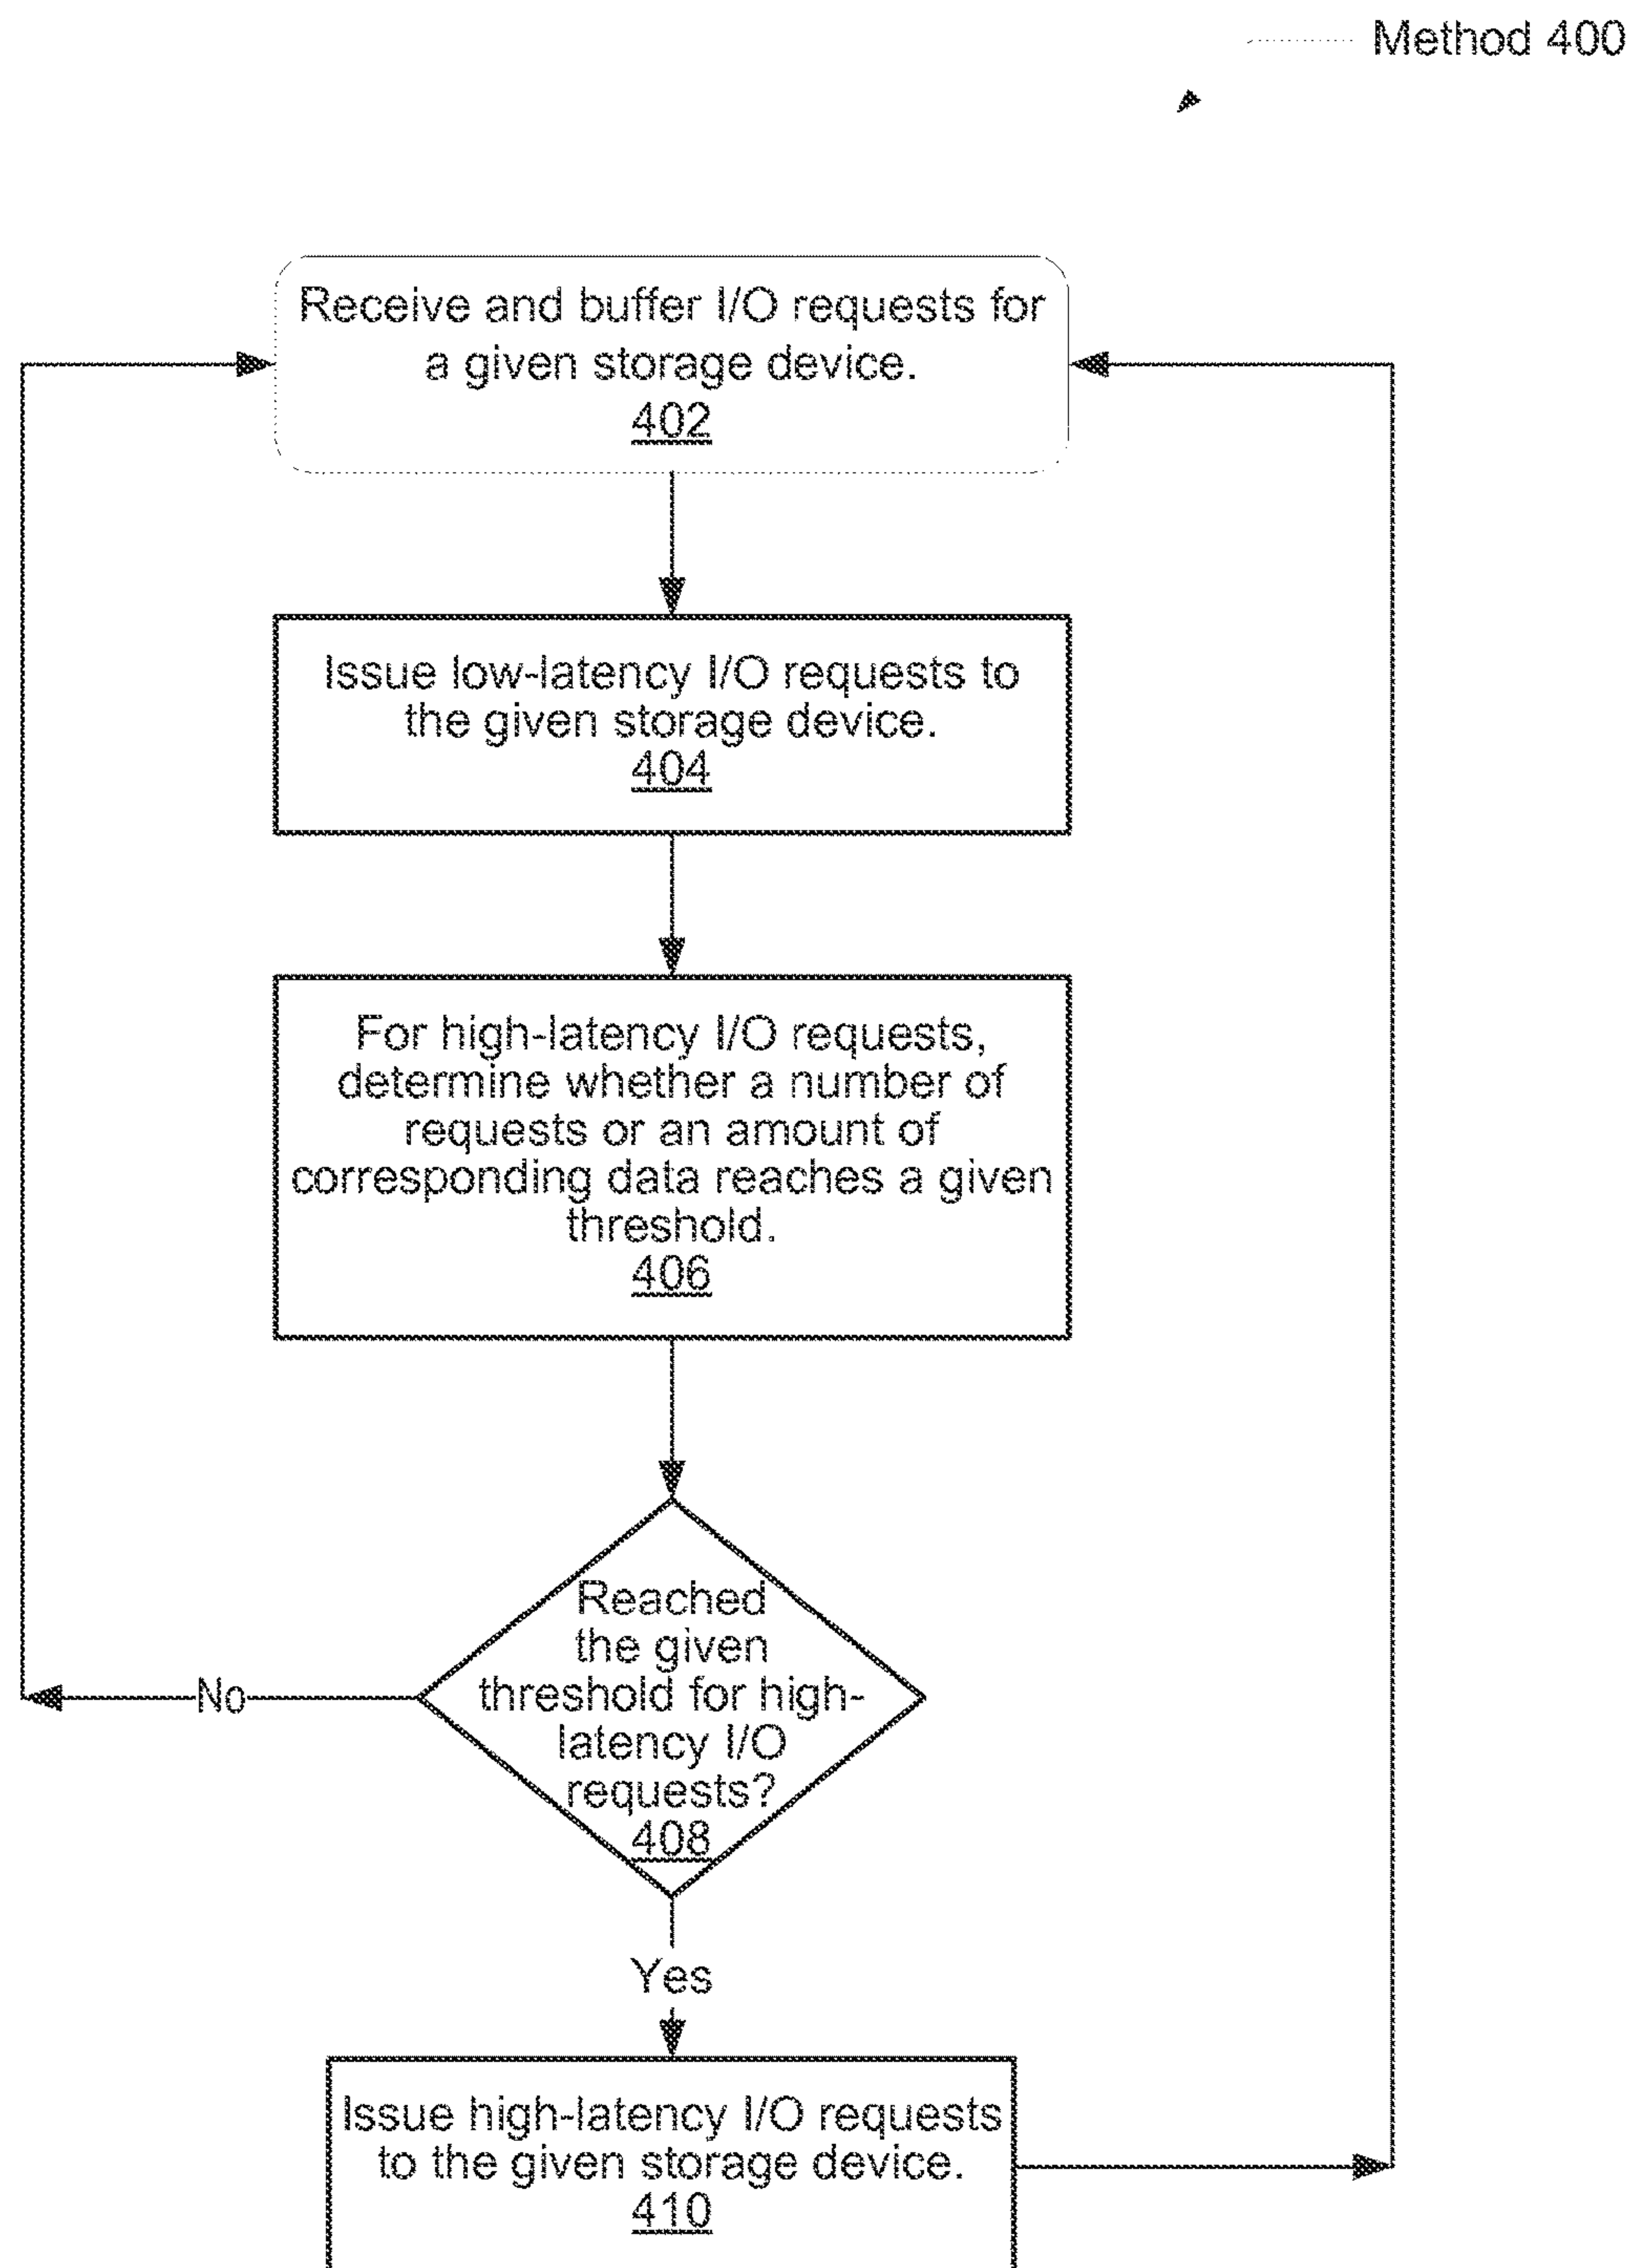 Method 400
Receive and buffer I/O requests for
a given storage device.
402
Issue low-latency I/O requests to
the given storage device.
404
For high-latency I/O requests,
determine whether a number of
requests or an amount of
corresponding data reaches a given
threshold.
406
Reached
the given
threshold for high-
latency I/O
requests?
408
No
Yes
Issue high-latency I/O requests
to the given storage device.
410